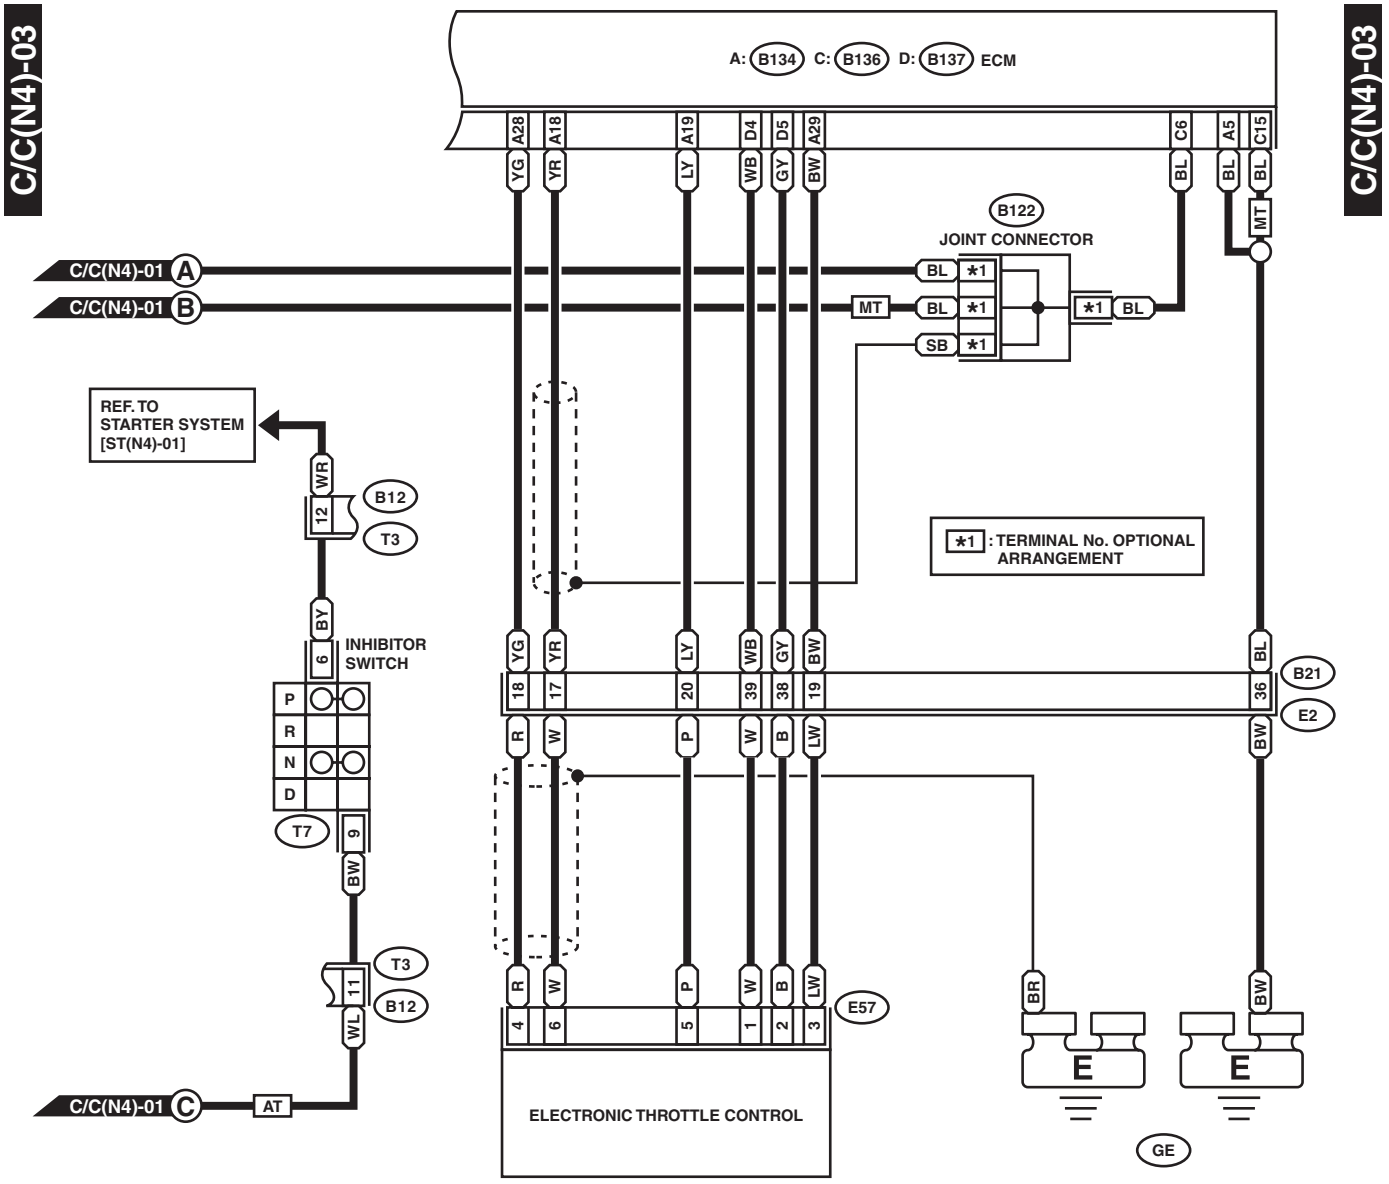 C/C(N4)-03
C/C(N4)-03
A: B134 C: B136 D: B137 ECM
A28 A18 A19 D4 D5 A29 C6 A5 C15
YG YR LY WB GY BW BL BL BL
MT
B122
JOINT CONNECTOR
C/C(N4)-01 A BL *1
C/C(N4)-01 B MT BL *1 *1 BL
SB *1
REF. TO
STARTER SYSTEM
[ST(N4)-01]
WR
B12
12
T3
*1 : TERMINAL No. OPTIONAL
ARRANGEMENT
BY
6
INHIBITOR
SWITCH
P
R
N
D
T7
9
BW
T3
11
B12
WL
C/C(N4)-01 C AT
YG YR LY WB GY BW BL
18 17 20 39 38 19 36
B21
E2
R W P W B LW BW
R W P W B LW BR BW
4 6 5 1 2 3
E57
ELECTRONIC THROTTLE CONTROL
E E
GE